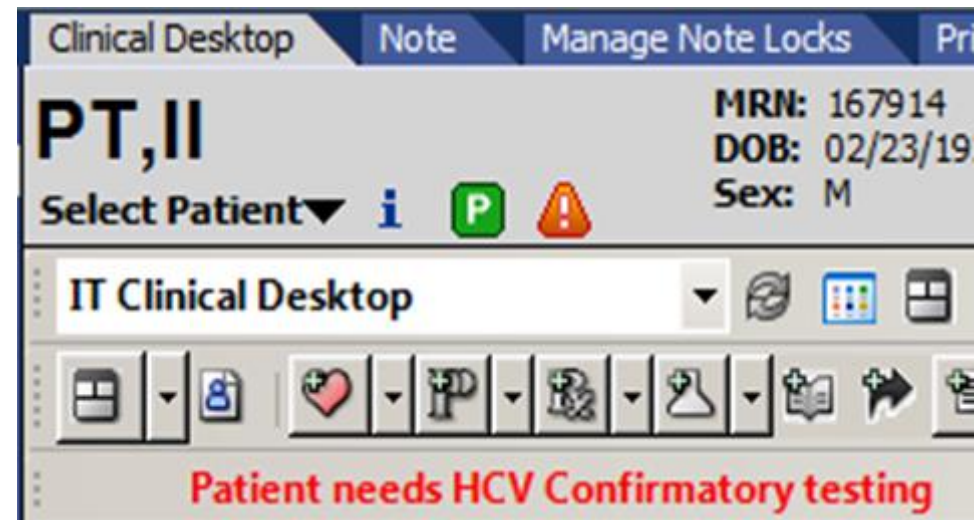 Clinical Desktop Note Manage Note Locks
PT,II
MRN: 167914
DOB: 02/23/19
Sex: M
Select Patient i P
IT Clinical Desktop
Patient needs HCV Confirmatory testing